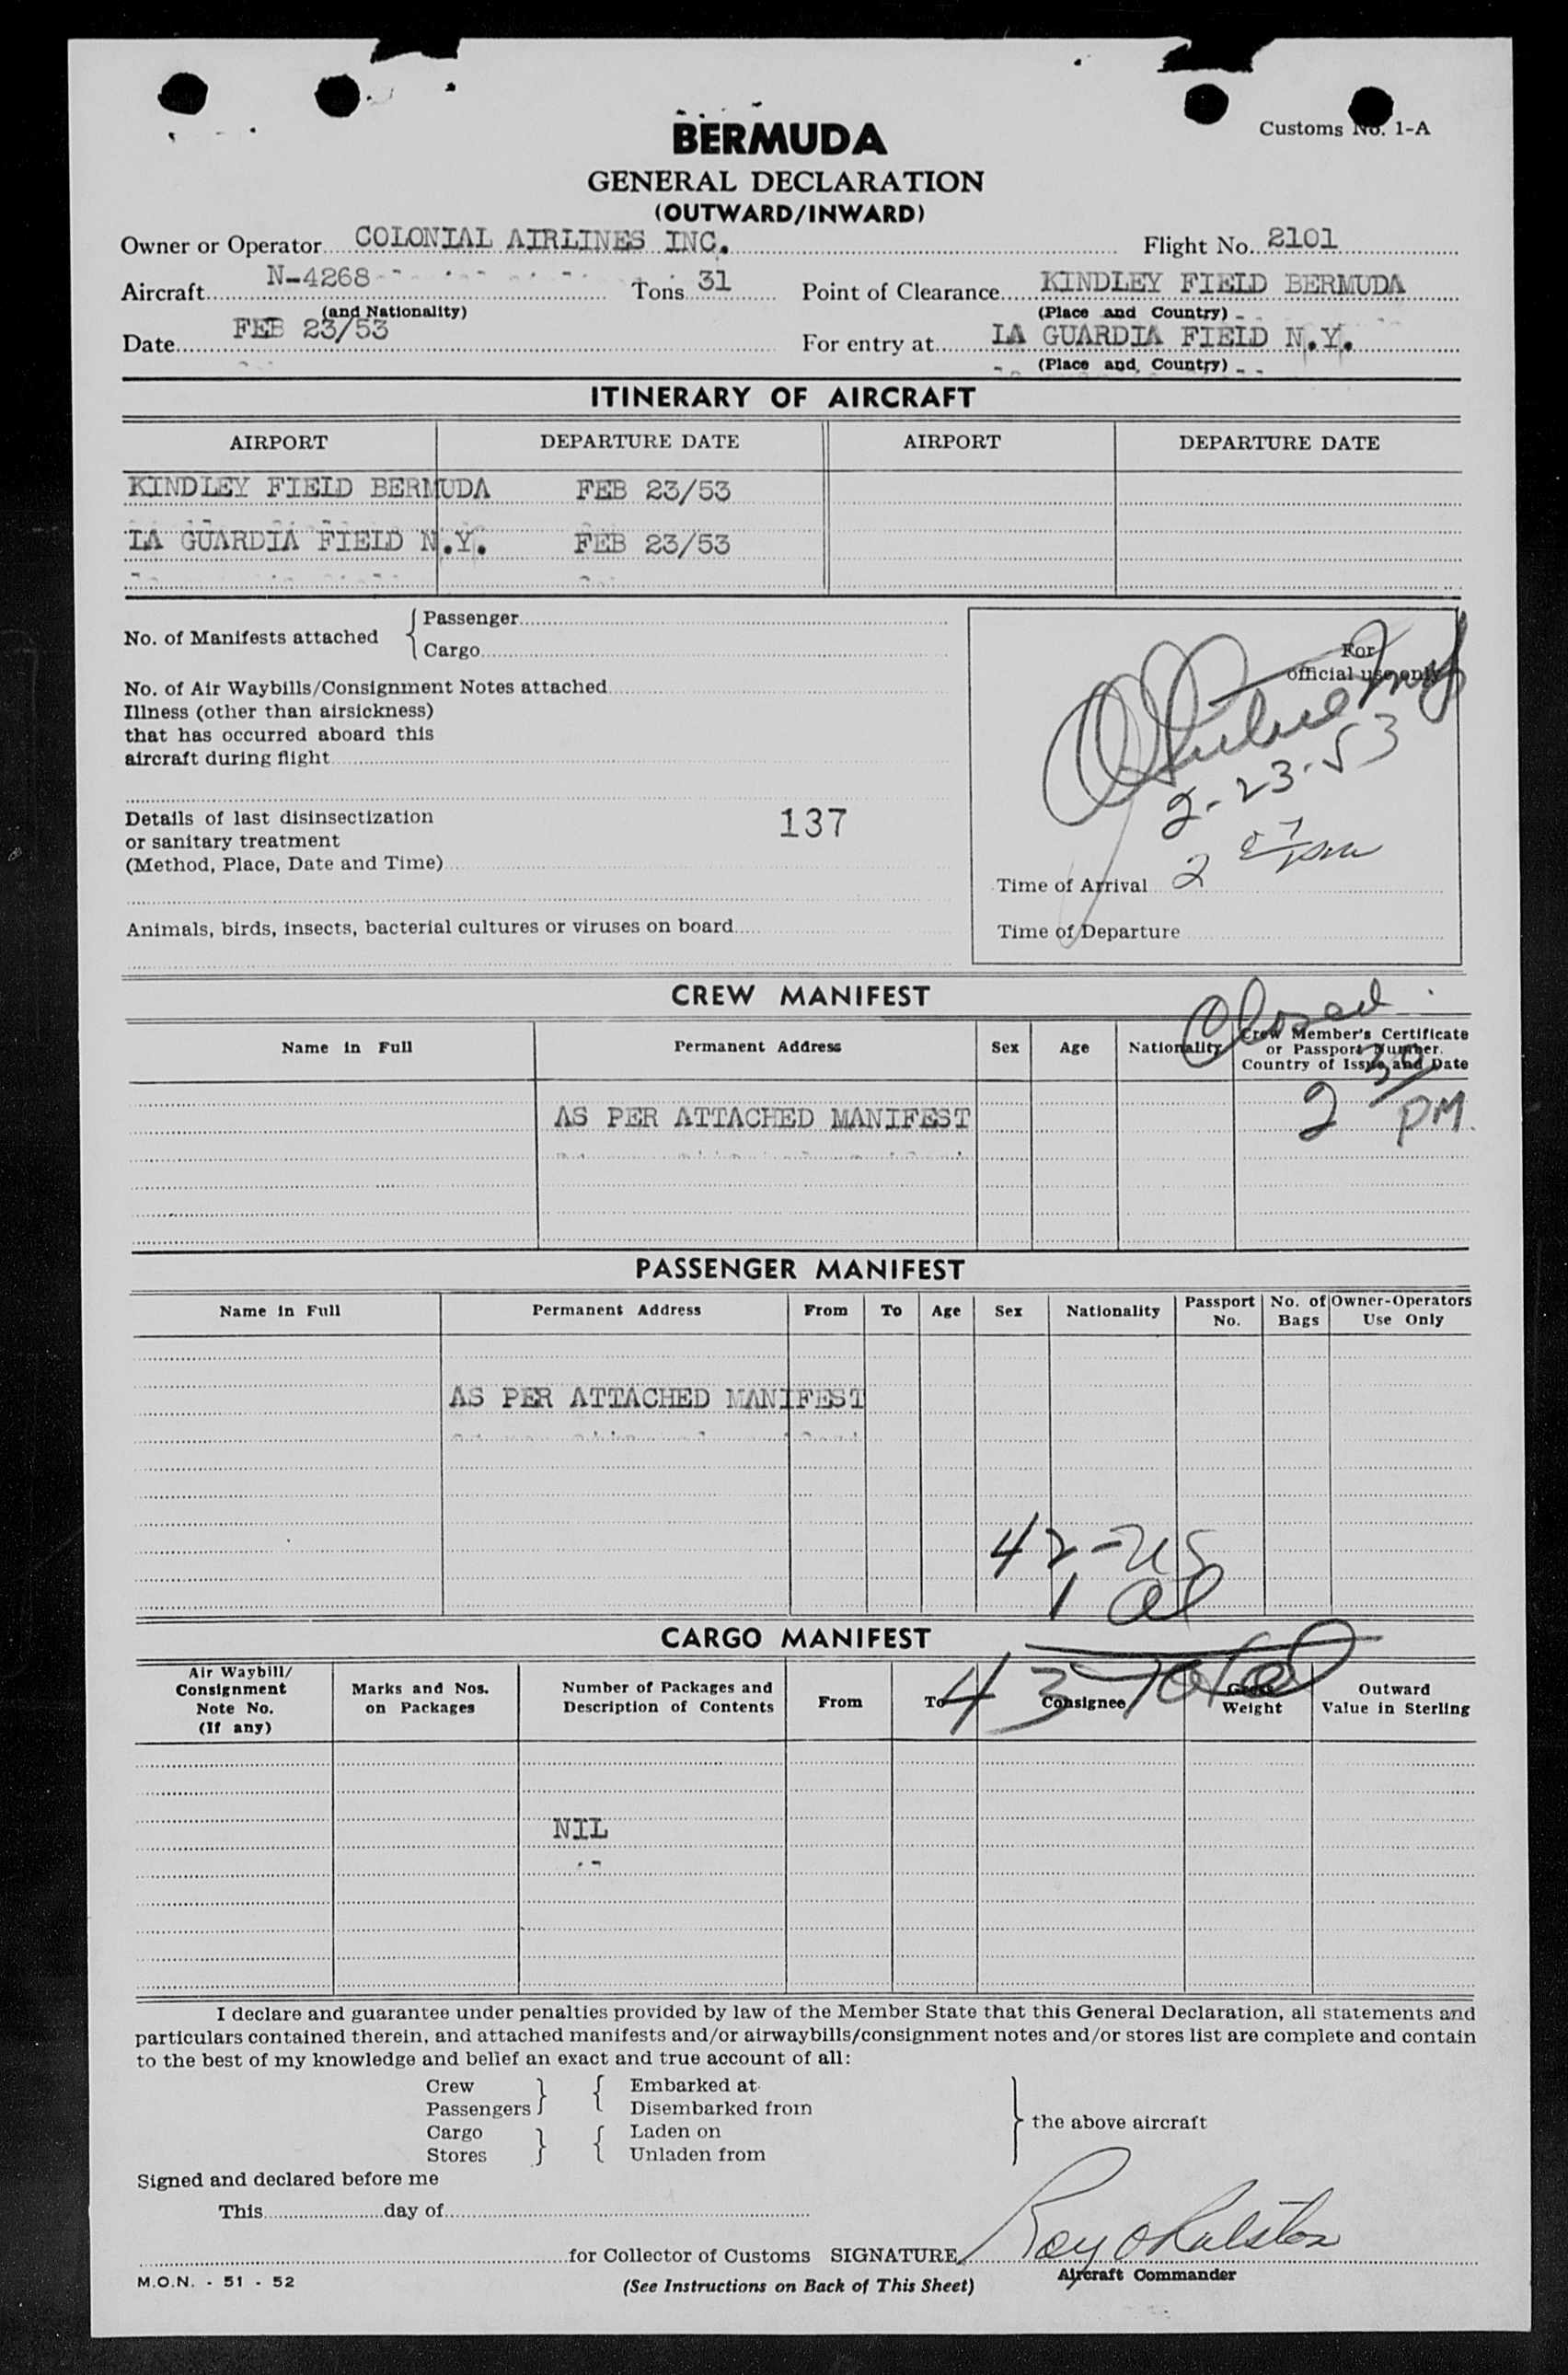 Customs No. 1-A
BERMUDA
GENERAL DECLARATION
(OUTWARD/INWARD)
Owner or Operator COLONIAL AIRLINES INC. Flight No. 2101
Aircraft N-4268 Tons 31 Point of Clearance KINDLEY FIELD BERMUDA
(and Nationality) (Place and Country)
Date FEB 23/53 For entry at LA GUARDIA FIELD N.Y.
(Place and Country)
ITINERARY OF AIRCRAFT
AIRPORT DEPARTURE DATE AIRPORT DEPARTURE DATE
KINDLEY FIELD BERMUDA FEB 23/53
LA GUARDIA FIELD N.Y. FEB 23/53
No. of Manifests attached { Passenger
Cargo
For
official use only
No. of Air Waybills/Consignment Notes attached
Illness (other than airsickness)
that has occurred aboard this
aircraft during flight
2-23-53
Details of last disinsectization
or sanitary treatment
(Method, Place, Date and Time)
137
Time of Arrival 2
Animals, birds, insects, bacterial cultures or viruses on board
Time of Departure
CREW MANIFEST
Closed
Name in Full Permanent Address Sex Age Nationality Crew Member's Certificate
or Passport Number.
Country of Issue and Date
2 30 PM
AS PER ATTACHED MANIFEST
PASSENGER MANIFEST
Name in Full Permanent Address From To Age Sex Nationality Passport No. No. of Bags Owner-Operators Use Only
AS PER ATTACHED MANIFEST
42-US
1 al
43 Total
CARGO MANIFEST
Air Waybill/
Consignment
Note No.
(If any)
Marks and Nos.
on Packages
Number of Packages and
Description of Contents
From To Consignee Gross
Weight
Outward
Value in Sterling
NIL
I declare and guarantee under penalties provided by law of the Member State that this General Declaration, all statements and
particulars contained therein, and attached manifests and/or airwaybills/consignment notes and/or stores list are complete and contain
to the best of my knowledge and belief an exact and true account of all:
Crew } { Embarked at
Passengers Disembarked from
Cargo } { Laden on
Stores Unladen from
} the above aircraft
Signed and declared before me
This day of
for Collector of Customs SIGNATURE Roy O Ralston
Aircraft Commander
M.O.N. - 51 - 52
(See Instructions on Back of This Sheet)